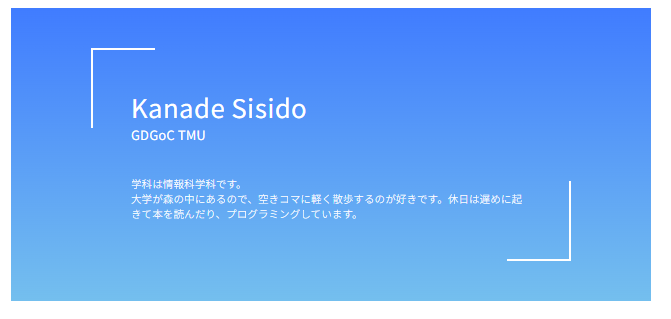 Kanade Sisido
GDGoC TMU
学科は情報科学科です。
大学が森の中にあるので、空きコマに軽く散歩するのが好きです。休日は遅めに起
きて本を読んだり、プログラミングしています。